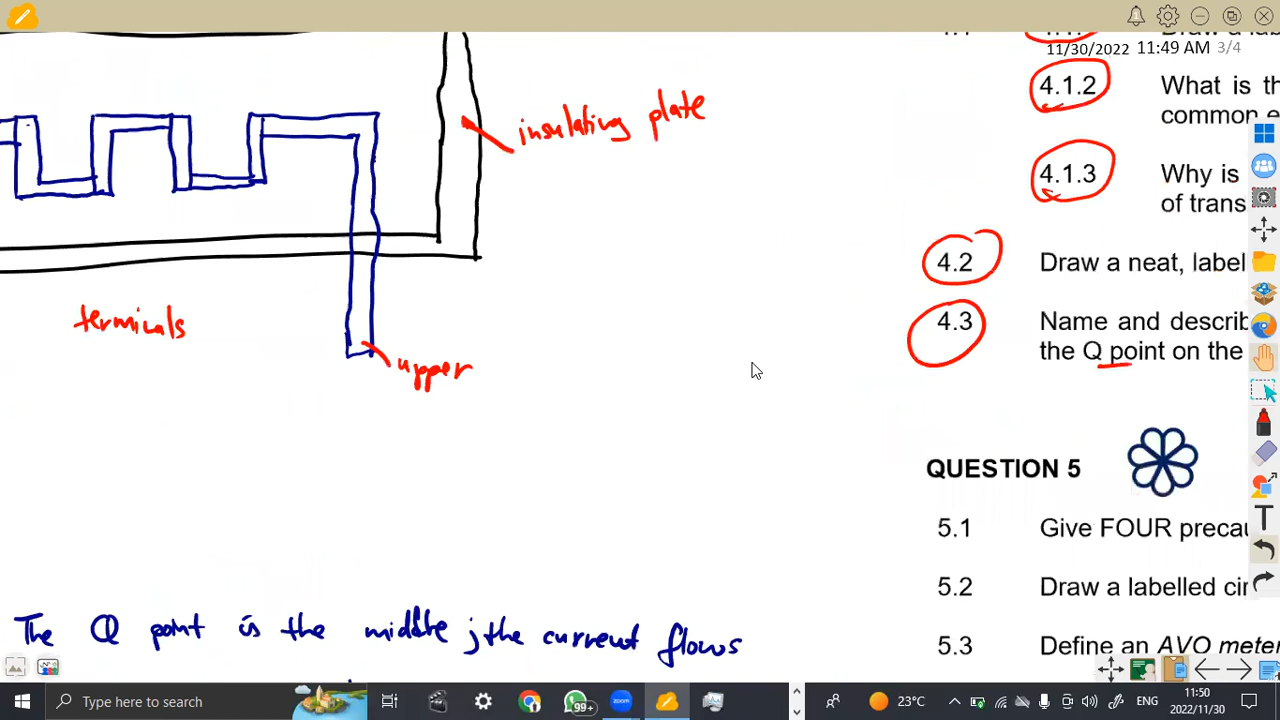 11/30/2022 11:49 AM 3/4
4.1.2 What is th
common e
insulating plate
4.1.3 Why is
of trans
4.2 Draw a neat, label
terminals
4.3 Name and describ
the Q point on the
upper
QUESTION 5
5.1 Give FOUR precau
5.2 Draw a labelled cir
The Q point is the middle ; the current flows
5.3 Define an AVO meter
Type here to search
99+
23°C
ENG
11:50
2022/11/30